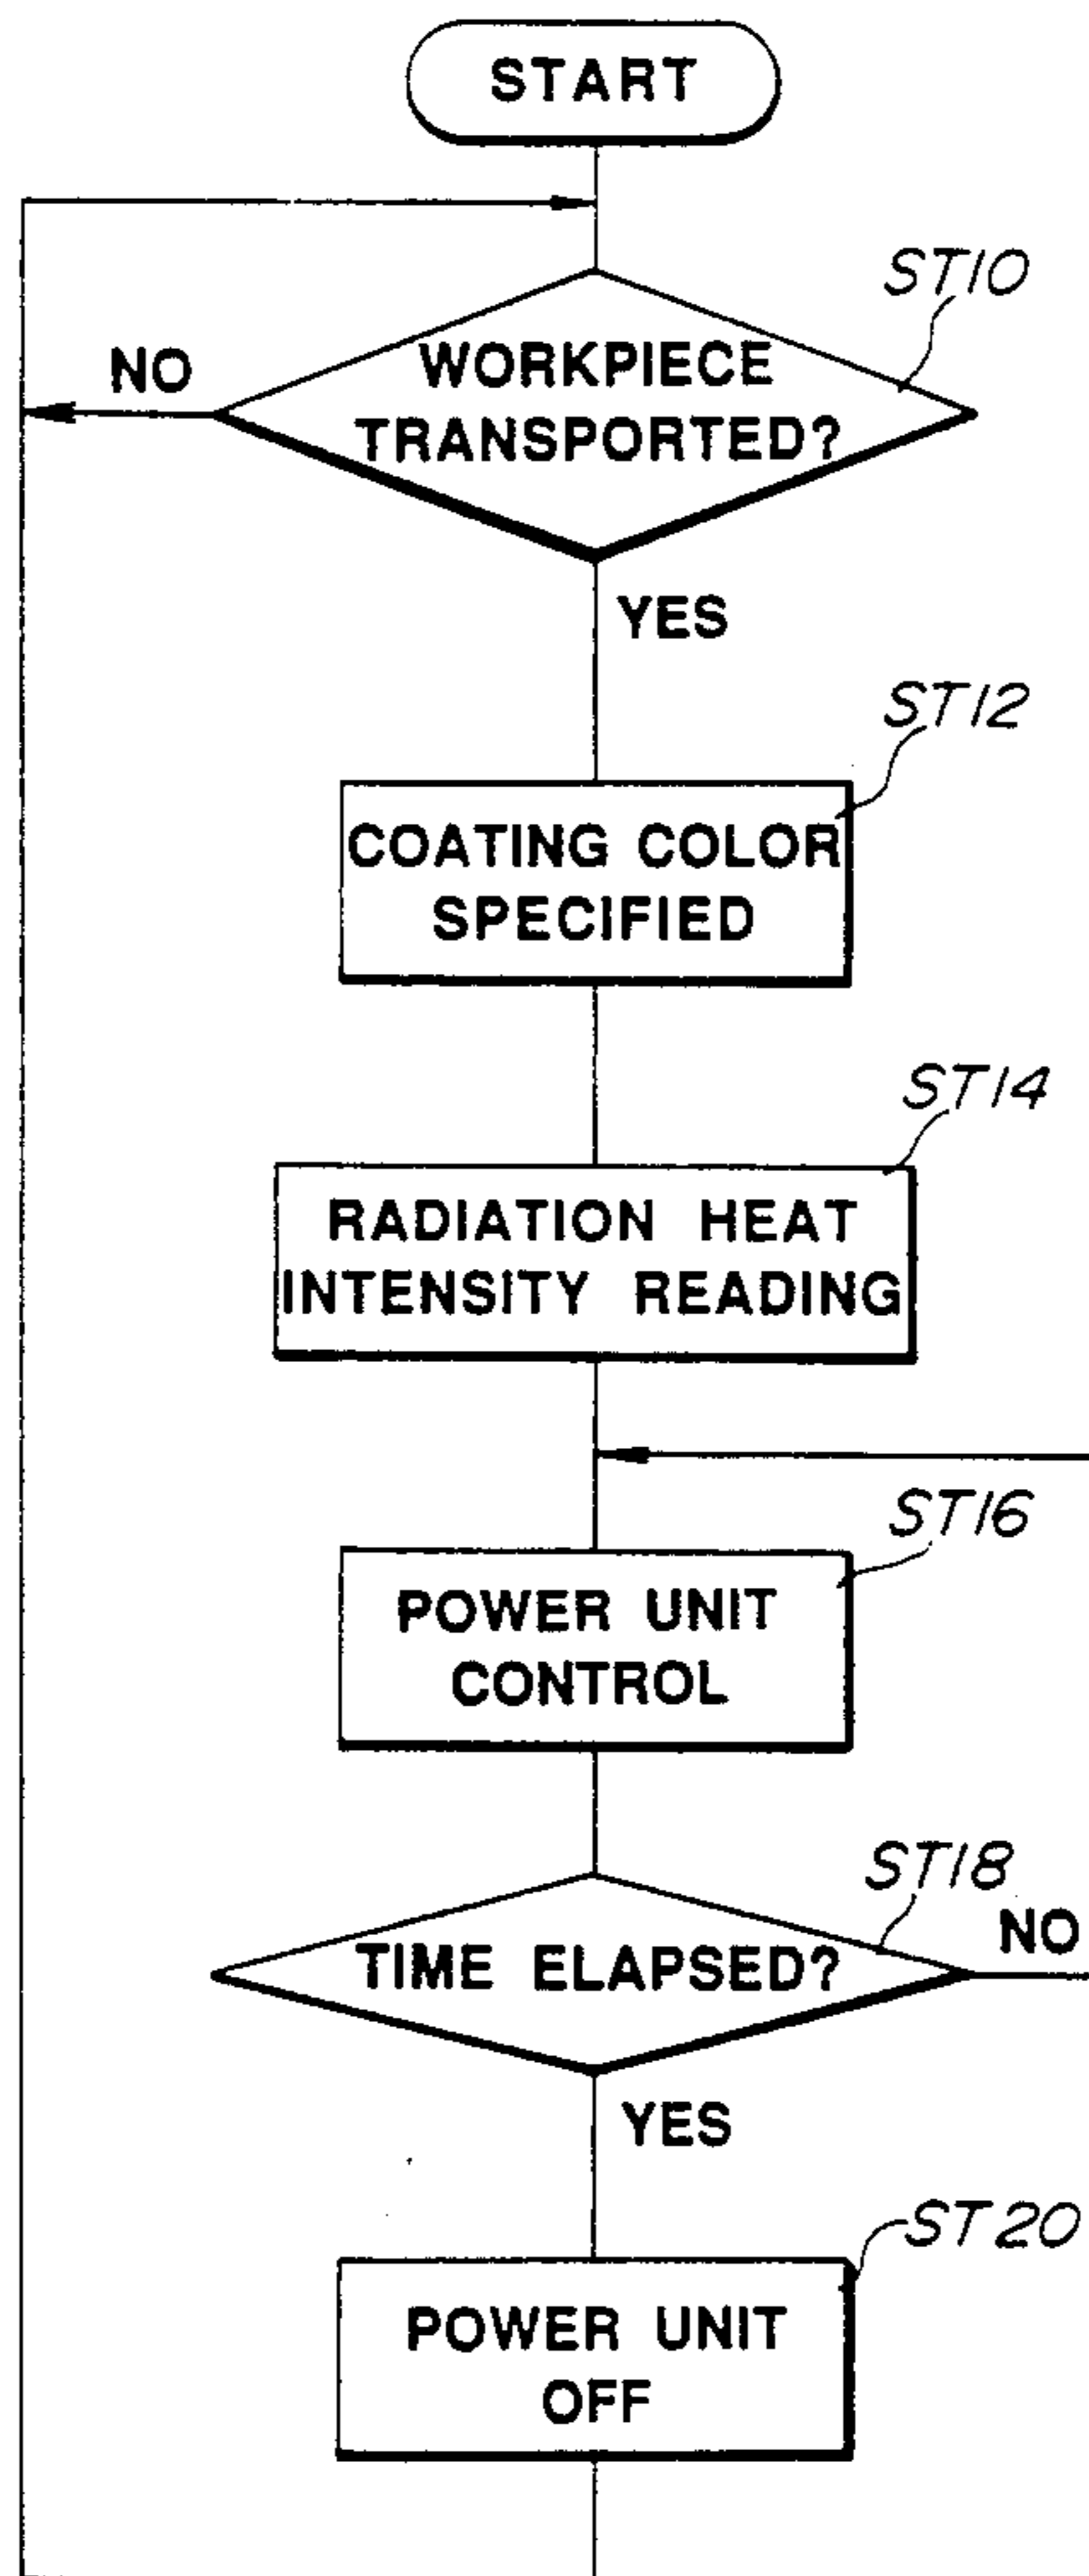 START
ST10
NO
WORKPIECE
TRANSPORTED?
YES
ST12
COATING COLOR
SPECIFIED
ST14
RADIATION HEAT
INTENSITY READING
ST16
POWER UNIT
CONTROL
ST18
NO
TIME ELAPSED?
YES
ST20
POWER UNIT
OFF